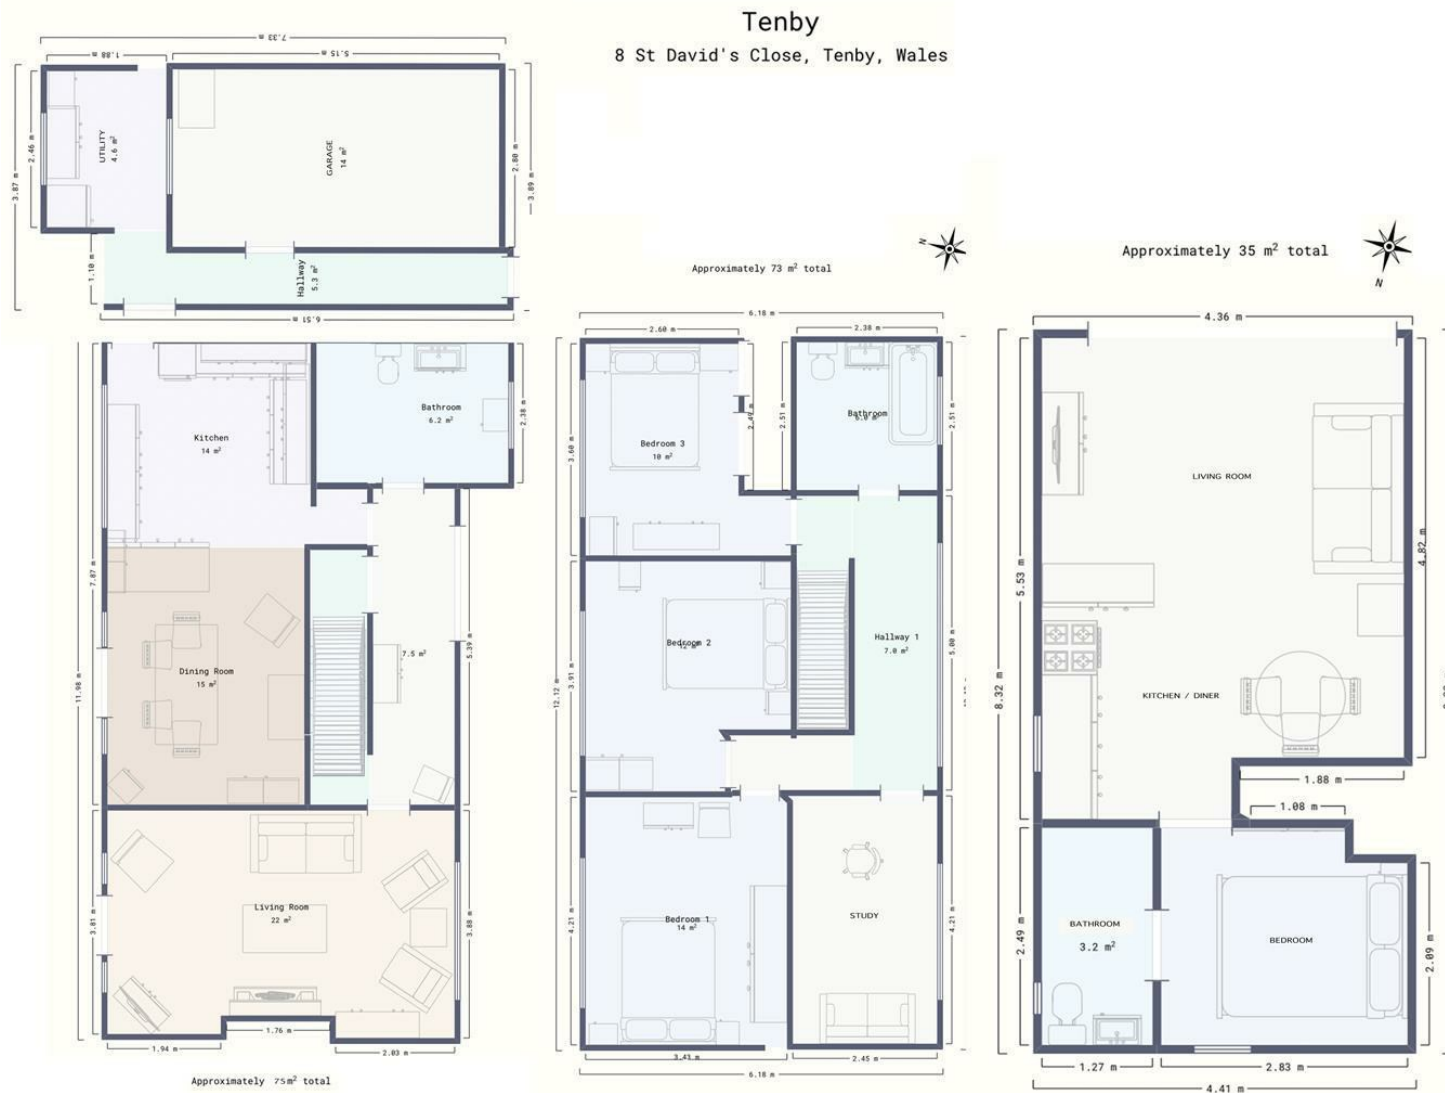 Tenby
8 St David's Close, Tenby, Wales
7.33 m
1.88 m
5.15 m
3.87 m
2.46 m
UTILITY
4.6 m²
GARAGE
14 m²
2.80 m
3.89 m
1.10 m
Hallway
5.3 m²
6.51 m
Kitchen
14 m²
Bathroom
6.2 m²
2.38 m
7.87 m
11.98 m
Dining Room
15 m²
7.5 m²
5.39 m
Living Room
22 m²
3.81 m
3.88 m
1.94 m
1.76 m
2.03 m
Approximately 75m² total
N
Approximately 73 m² total
6.18 m
2.60 m
2.38 m
3.60 m
Bedroom 3
10 m²
2.49 m
2.51 m
Bathroom
6.0 m²
2.51 m
12.12 m
3.91 m
Bedroom 2
12 m²
Hallway 1
7.0 m²
5.00 m
4.21 m
Bedroom 1
14 m²
STUDY
4.21 m
3.43 m
2.45 m
6.18 m
Approximately 35 m² total
N
4.36 m
5.53 m
8.32 m
LIVING ROOM
4.82 m
KITCHEN / DINER
1.88 m
1.08 m
2.49 m
BATHROOM
3.2 m²
BEDROOM
2.09 m
1.27 m
2.83 m
4.41 m